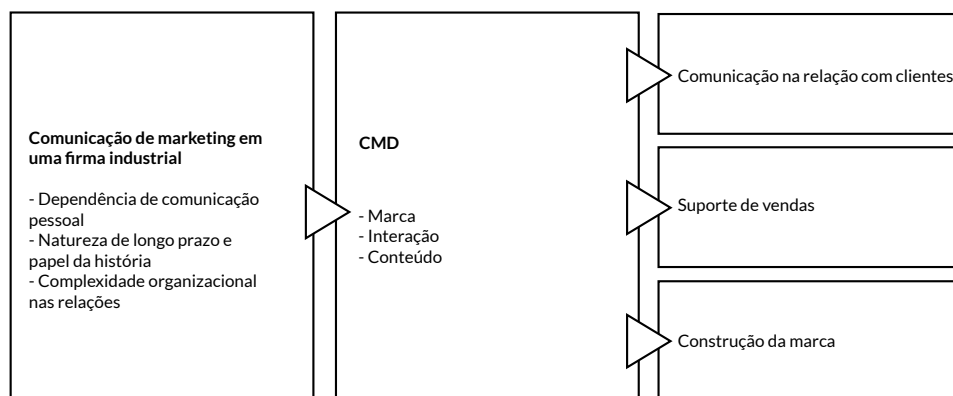 Comunicação de marketing em
uma firma industrial
- Dependência de comunicação
pessoal
- Natureza de longo prazo e
papel da história
- Complexidade organizacional
nas relações
CMD
- Marca
- Interação
- Conteúdo
Comunicação na relação com clientes
Suporte de vendas
Construção da marca